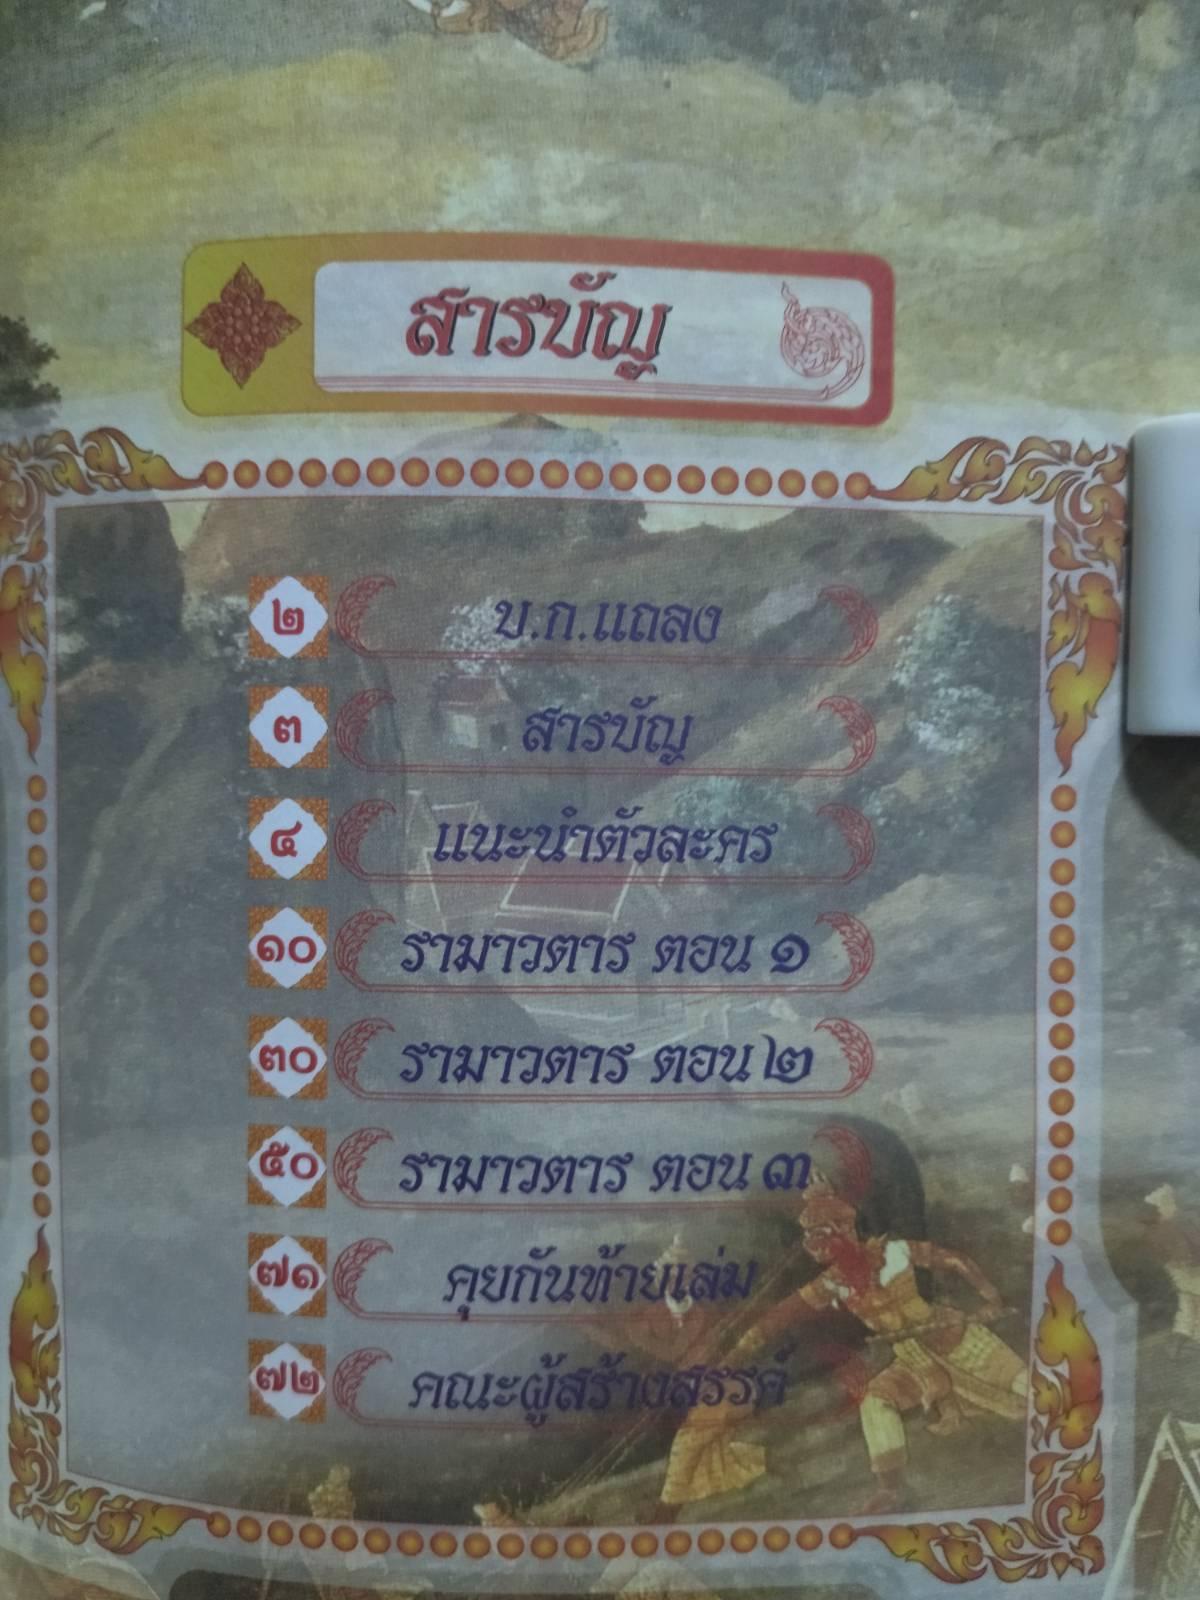 สารบัญ
๒ บ.ก.แถลง
๓ สารบัญ
๔ แนะนำตัวละคร
๑๐ รามาวตาร ตอน ๑
๓๐ รามาวตาร ตอน ๒
๕๐ รามาวตาร ตอน ๓
๗๑ คุยกันท้ายเล่ม
๗๒ คณะผู้สร้างสรรค์